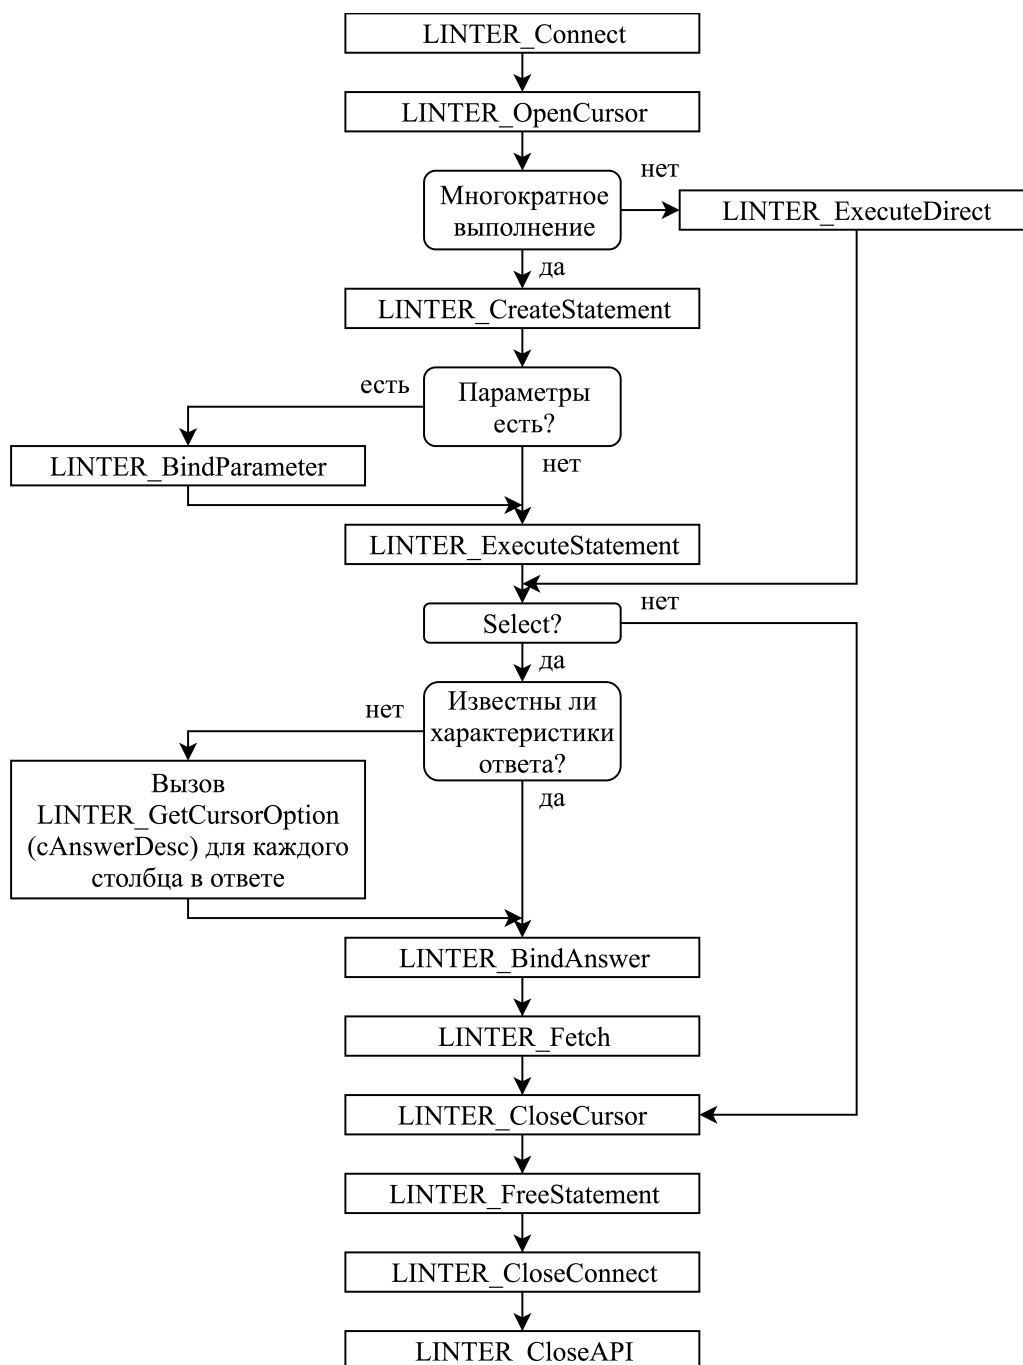 LINTER_Connect
LINTER_OpenCursor
Многократное
выполнение
нет
LINTER_ExecuteDirect
да
LINTER_CreateStatement
Параметры
есть?
есть
LINTER_BindParameter
нет
LINTER_ExecuteStatement
Select?
нет
да
Известны ли
характеристики
ответа?
нет
Вызов
LINTER_GetCursorOption
(cAnswerDesc) для каждого
столбца в ответе
да
LINTER_BindAnswer
LINTER_Fetch
LINTER_CloseCursor
LINTER_FreeStatement
LINTER_CloseConnect
LINTER_CloseAPI